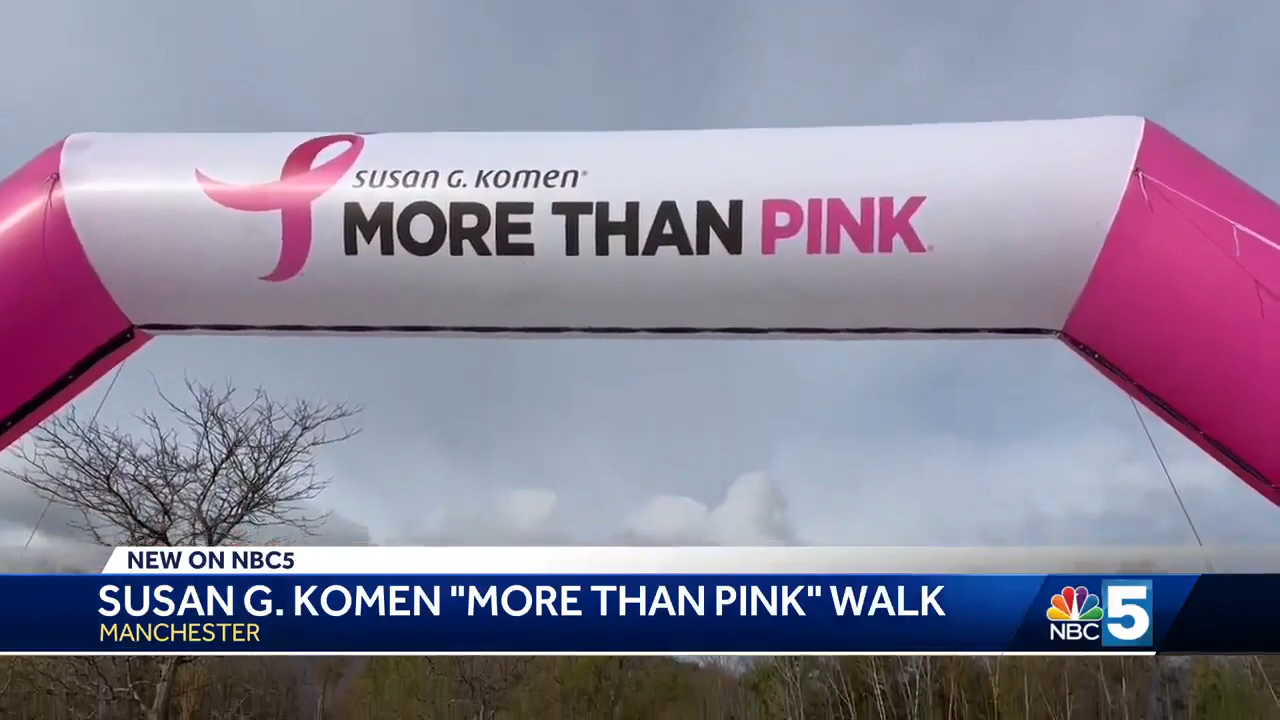 SUSAN G. KOMEN®
MORE THAN PINK®
NEW ON NBC5
SUSAN G. KOMEN "MORE THAN PINK" WALK
MANCHESTER
NBC 5